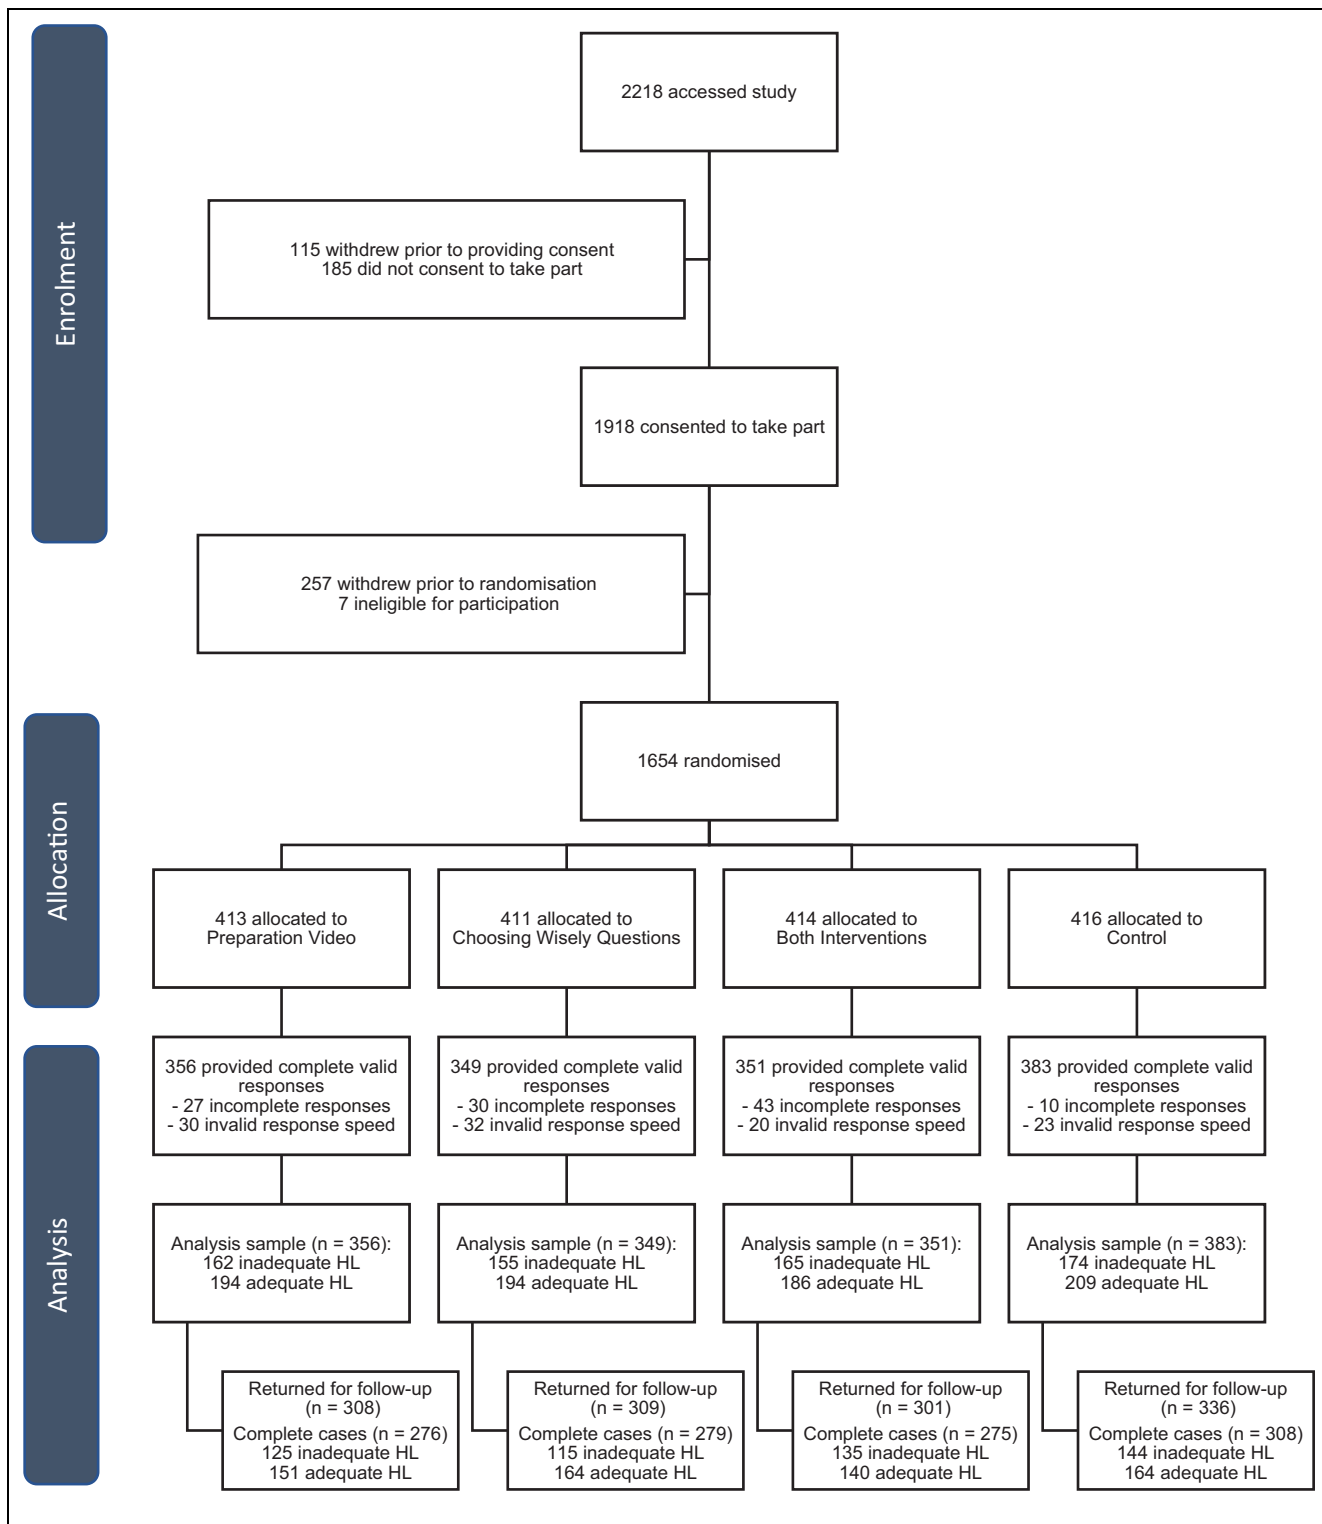 Enrolment
2218 accessed study
115 withdrew prior to providing consent
185 did not consent to take part
1918 consented to take part
257 withdrew prior to randomisation
7 ineligible for participation
Allocation
1654 randomised
413 allocated to
Preparation Video
411 allocated to
Choosing Wisely Questions
414 allocated to
Both Interventions
416 allocated to
Control
Analysis
356 provided complete valid
responses
- 27 incomplete responses
- 30 invalid response speed
349 provided complete valid
responses
- 30 incomplete responses
- 32 invalid response speed
351 provided complete valid
responses
- 43 incomplete responses
- 20 invalid response speed
383 provided complete valid
responses
- 10 incomplete responses
- 23 invalid response speed
Analysis sample (n = 356):
162 inadequate HL
194 adequate HL
Analysis sample (n = 349):
155 inadequate HL
194 adequate HL
Analysis sample (n = 351):
165 inadequate HL
186 adequate HL
Analysis sample (n = 383):
174 inadequate HL
209 adequate HL
Returned for follow-up
(n = 308)
Complete cases (n = 276)
125 inadequate HL
151 adequate HL
Returned for follow-up
(n = 309)
Complete cases (n = 279)
115 inadequate HL
164 adequate HL
Returned for follow-up
(n = 301)
Complete cases (n = 275)
135 inadequate HL
140 adequate HL
Returned for follow-up
(n = 336)
Complete cases (n = 308)
144 inadequate HL
164 adequate HL